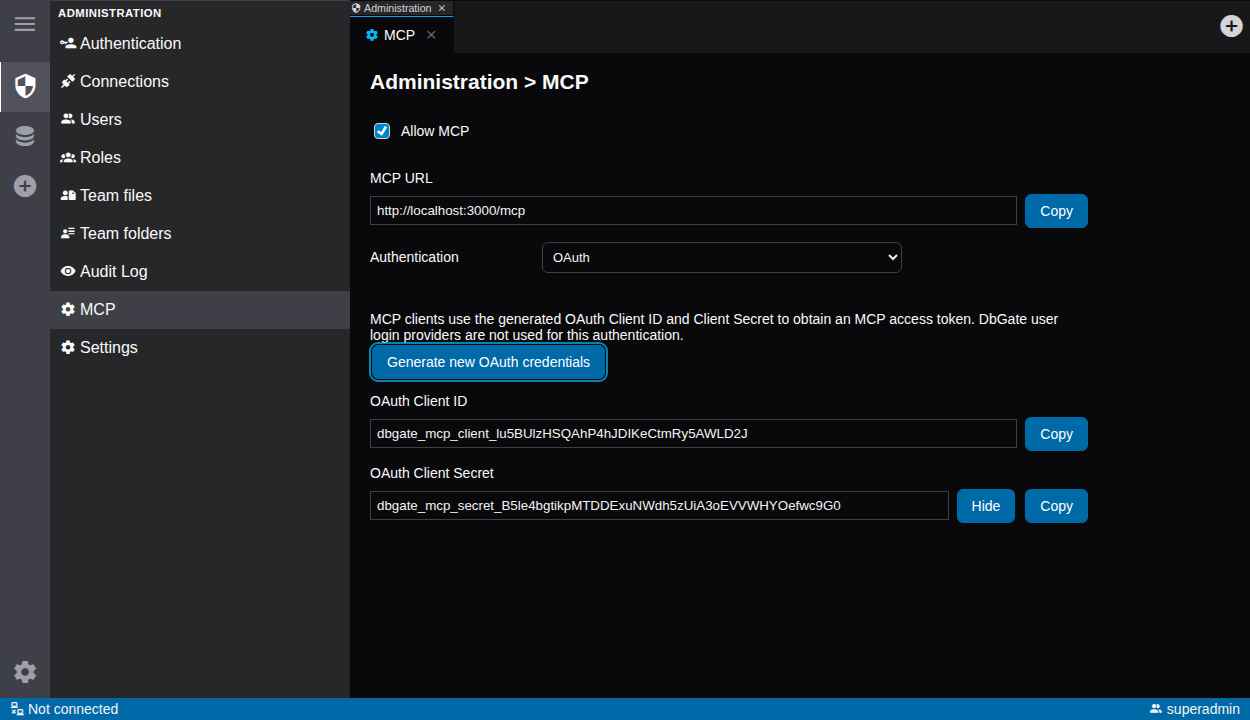 ADMINISTRATION
Authentication
Connections
Users
Roles
Team files
Team folders
Audit Log
MCP
Settings
Administration
MCP
Administration > MCP
Allow MCP
MCP URL
http://localhost:3000/mcp
Copy
Authentication
OAuth
MCP clients use the generated OAuth Client ID and Client Secret to obtain an MCP access token. DbGate user
login providers are not used for this authentication.
Generate new OAuth credentials
OAuth Client ID
dbgate_mcp_client_lu5BUlzHSQAhP4hJDIKeCtmRy5AWLD2J
Copy
OAuth Client Secret
dbgate_mcp_secret_B5le4bgtikpMTDDExuNWdh5zUiA3oEVVWHYOefwc9G0
Hide
Copy
Not connected
superadmin